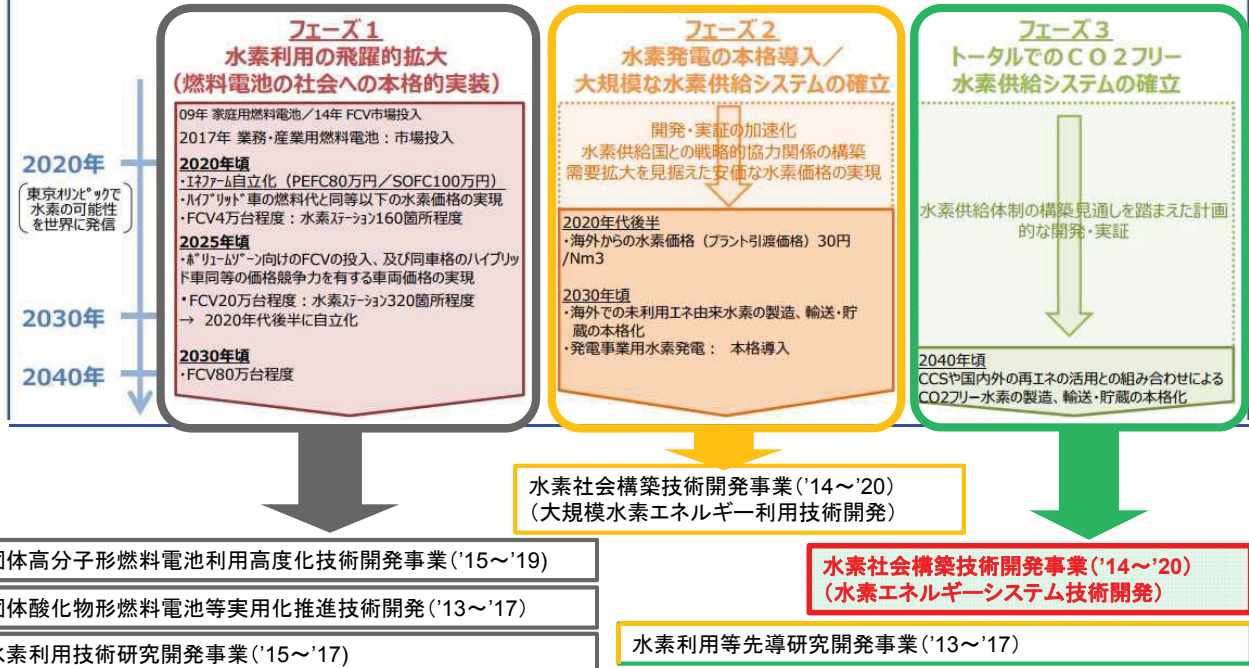 フェーズ1
水素利用の飛躍的拡大
(燃料電池の社会への本格的実装)
09年 家庭用燃料電池/14年 FCV市場投入
2017年 業務・産業用燃料電池:市場投入
2020年頃
・エネファーム自立化(PEFC80万円/SOFC100万円)
・ハイブリッド車の燃料代と同等以下の水素価格の実現
・FCV4万台程度:水素ステーション160箇所程度
2025年頃
・ボリュームゾーン向けのFCVの投入、及び同車格のハイブリッ
ド車同等の価格競争力を有する車両価格の実現
・FCV20万台程度:水素ステーション320箇所程度
→ 2020年代後半に自立化
2030年頃
・FCV80万台程度
フェーズ2
水素発電の本格導入/
大規模な水素供給システムの確立
開発・実証の加速化
水素供給国との戦略的協力関係の構築
需要拡大を見据えた安価な水素価格の実現
2020年代後半
・海外からの水素価格(プラント引渡価格)30円
/Nm3
2030年頃
・海外での未利用エネ由来水素の製造、輸送・貯
蔵の本格化
・発電事業用水素発電: 本格導入
フェーズ3
トータルでのCO2フリー
水素供給システムの確立
水素供給体制の構築見通しを踏まえた計画
的な開発・実証
2040年頃
CCSや国内外の再エネの活用との組み合わせによる
CO2フリー水素の製造、輸送・貯蔵の本格化
2020年
東京オリンピックで
水素の可能性
を世界に発信
2030年
2040年
水素社会構築技術開発事業('14~'20)
(大規模水素エネルギー利用技術開発)
固体高分子形燃料電池利用高度化技術開発事業('15~'19)
固体酸化物形燃料電池等実用化推進技術開発('13~'17)
水素利用技術研究開発事業('15~'17)
水素社会構築技術開発事業('14~'20)
(水素エネルギーシステム技術開発)
水素利用等先導研究開発事業('13~'17)